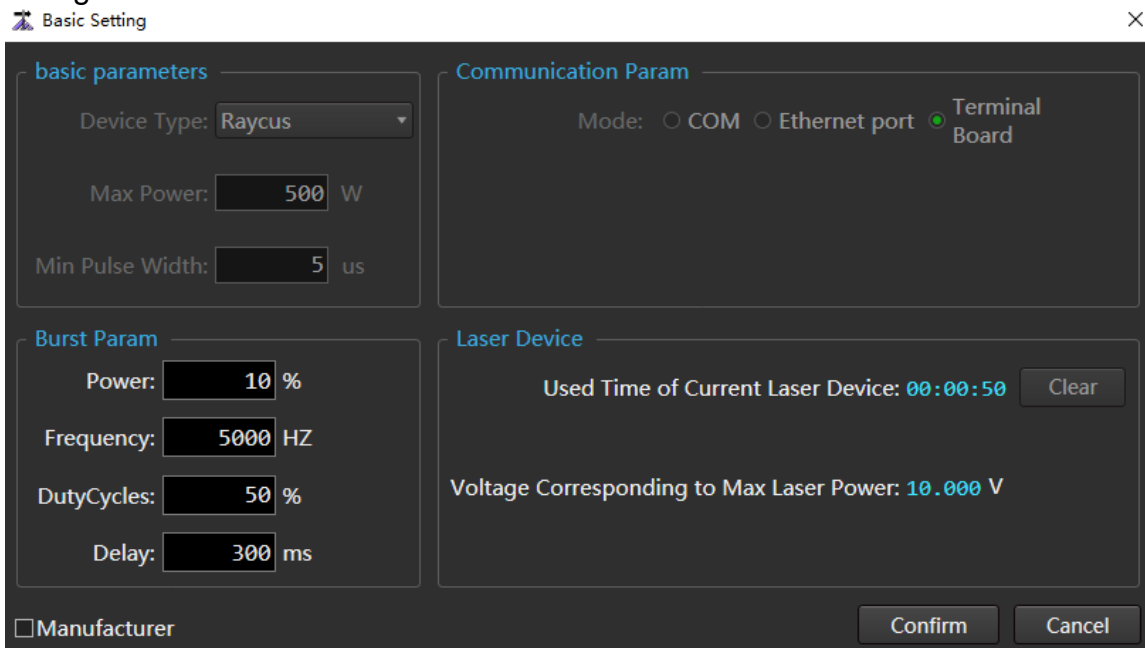 Basic Setting
basic parameters
Device Type: Raycus
Max Power: 500 W
Min Pulse Width: 5 us
Communication Param
Mode: COM Ethernet port Terminal Board
Burst Param
Power: 10 %
Frequency: 5000 HZ
DutyCycles: 50 %
Delay: 300 ms
Laser Device
Used Time of Current Laser Device: 00:00:50 Clear
Voltage Corresponding to Max Laser Power: 10.000 V
Manufacturer
Confirm Cancel